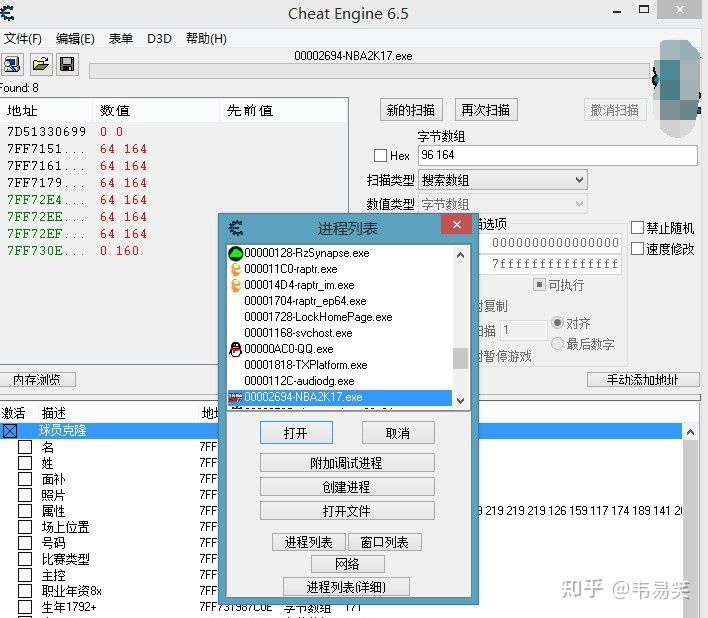 Cheat Engine 6.5
文件(F) 编辑(E) 表单 D3D 帮助(H)
00002694-NBA2K17.exe
Found: 8
地址 数值 先前值
7D51330699 0 0
7FF7151... 64 164
7FF7161... 64 164
7FF7179... 64 164
7FF72E4... 64 164
7FF72EE... 64 164
7FF72EF... 64 164
7FF730E... 0 160
新的扫描 再次扫描 撤消扫描
字节数组
Hex 96 164
扫描类型 搜索数组
数值类型 字节数组
描选项
0000000000000000
7fffffffffffffff
可执行
时复制
扫描 1 对齐
最后数字
时暂停游戏
禁止随机
速度修改
内存浏览
手动添加地址
进程列表
00000128-RzSynapse.exe
000011C0-raptr.exe
000014D4-raptr_im.exe
00001704-raptr_ep64.exe
00001728-LockHomePage.exe
00001168-svchost.exe
00000AC0-QQ.exe
00001818-TXPlatform.exe
0000112C-audiodg.exe
00002694-NBA2K17.exe
打开 取消
附加调试进程
创建进程
打开文件
进程列表 窗口列表
网络
进程列表(详细)
激活 描述 地址
球员克隆
名 7FF
姓 7FF
面补 7FF
照片 7FF
属性 7FF 219 219 219 126 159 117 174 189 141 20
场上位置 7FF
号码 7FF
比赛类型 7FF
主控 7FF
职业年资8x 7FF
生年1792+ 7FF731987C0E 字节数组 171
知乎 @韦易笑